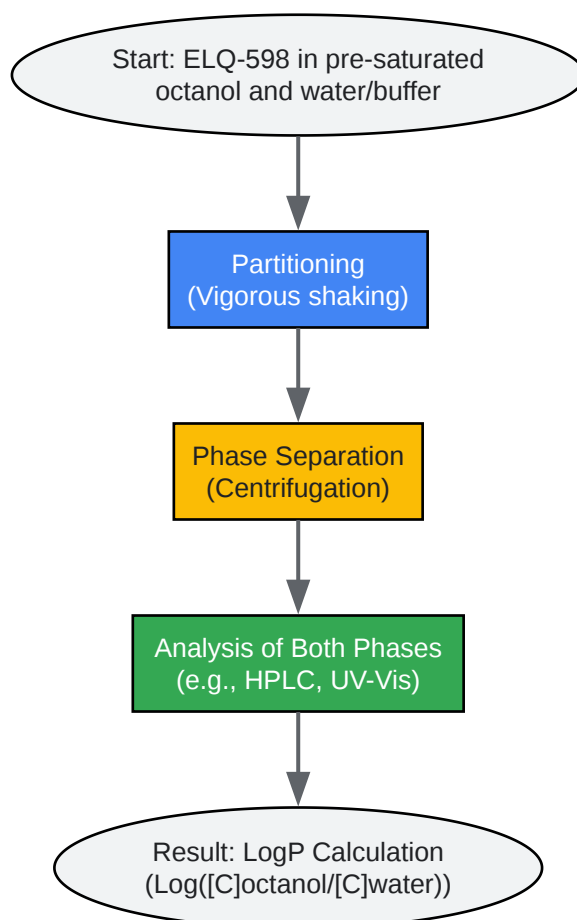 Start: ELQ-598 in pre-saturated
octanol and water/buffer
Partitioning
(Vigorous shaking)
Phase Separation
(Centrifugation)
Analysis of Both Phases
(e.g., HPLC, UV-Vis)
Result: LogP Calculation
(Log([C]octanol/[C]water))